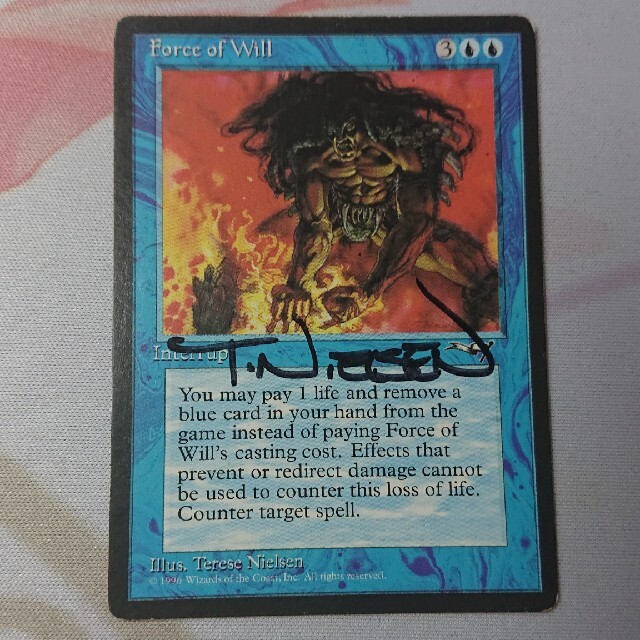 Force of Will 3
Interrupt
T. NIELSEN
You may pay 1 life and remove a
blue card in your hand from the
game instead of paying Force of
Will's casting cost. Effects that
prevent or redirect damage cannot
be used to counter this loss of life.
Counter target spell.
Illus. Terese Nielsen
© 1996 Wizards of the Coast, Inc. All rights reserved.